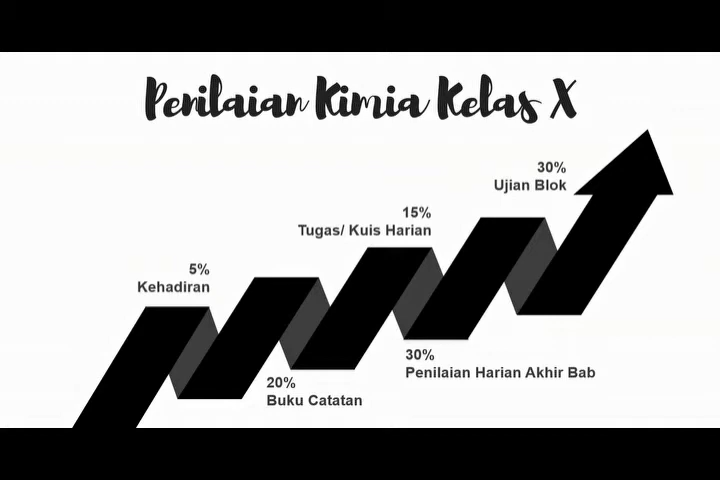 Penilaian Kimia Kelas X
5%
Kehadiran
20%
Buku Catatan
15%
Tugas/ Kuis Harian
30%
Penilaian Harian Akhir Bab
30%
Ujian Blok